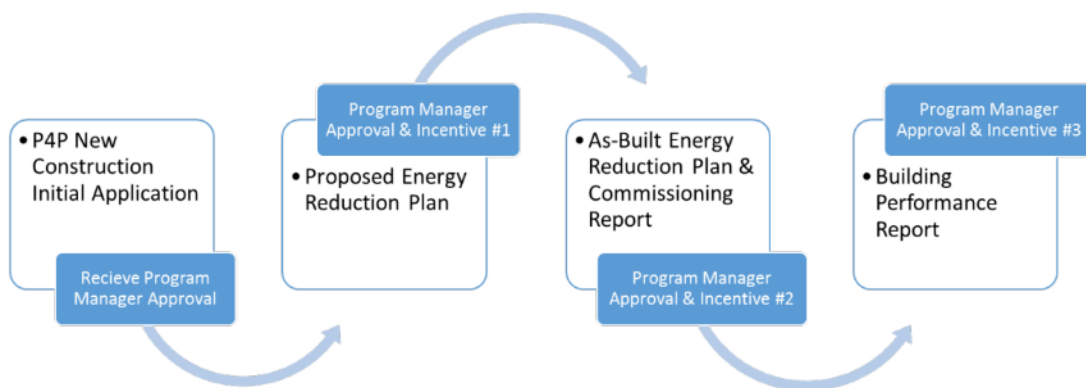 • P4P New
Construction
Initial Application
Recieve Program
Manager Approval
Program Manager
Approval & Incentive #1
• Proposed Energy
Reduction Plan
• As-Built Energy
Reduction Plan &
Commissioning
Report
Program Manager
Approval & Incentive #2
Program Manager
Approval & Incentive #3
• Building
Performance
Report